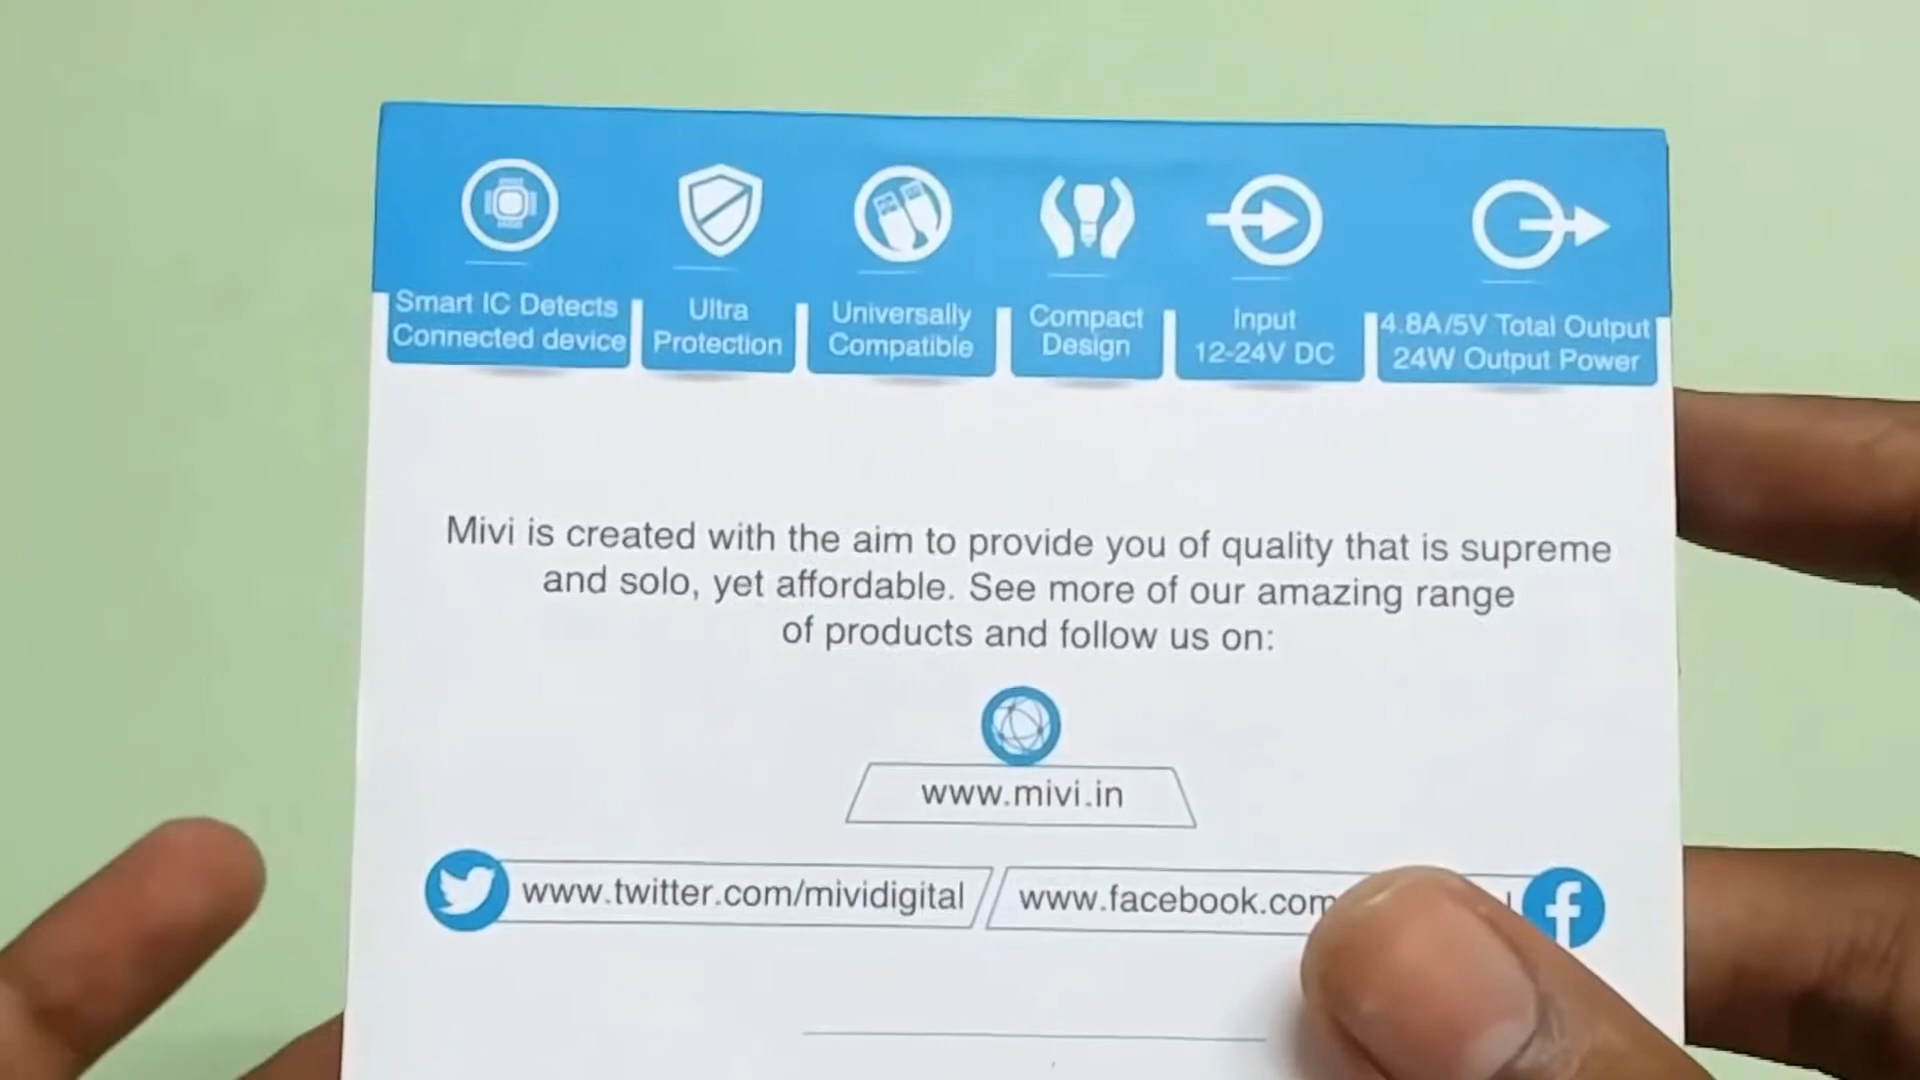 Smart IC Detects
Connected device
Ultra
Protection
Universally
Compatible
Compact
Design
Input
12-24V DC
4.8A/5V Total Output
24W Output Power
Mivi is created with the aim to provide you of quality that is supreme
and solo, yet affordable. See more of our amazing range
of products and follow us on:
www.mivi.in
www.twitter.com/mividigital
www.facebook.com